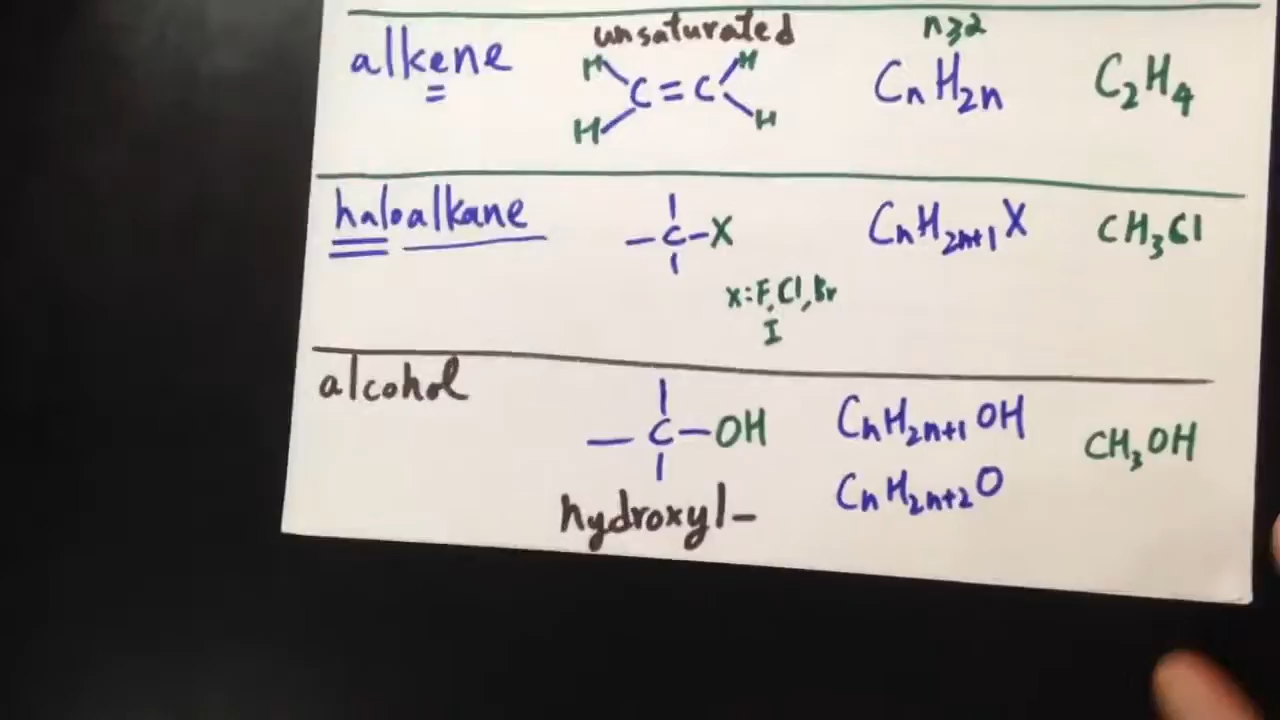 alkene
unsaturated
H H
C=C
H H
n≥2
CnH2n
C2H4
haloalkane
-C-X
X:F,Cl,Br
I
CnH2n+1X
CH3Cl
alcohol
-C-OH
hydroxyl-
CnH2n+1OH
CnH2n+2O
CH3OH